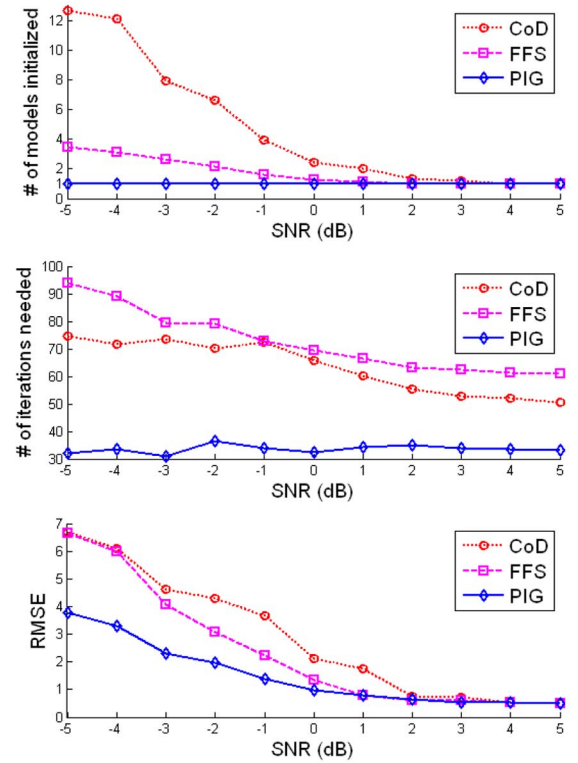 12
10
8
6
4
2
1
# of models initialized
CoD
FFS
PIG
-5 -4 -3 -2 -1 0 1 2 3 4 5
SNR (dB)
100
90
80
70
60
50
40
30
# of iterations needed
CoD
FFS
PIG
-5 -4 -3 -2 -1 0 1 2 3 4 5
SNR (dB)
7
6
5
4
3
2
1
0
RMSE
CoD
FFS
PIG
-5 -4 -3 -2 -1 0 1 2 3 4 5
SNR (dB)